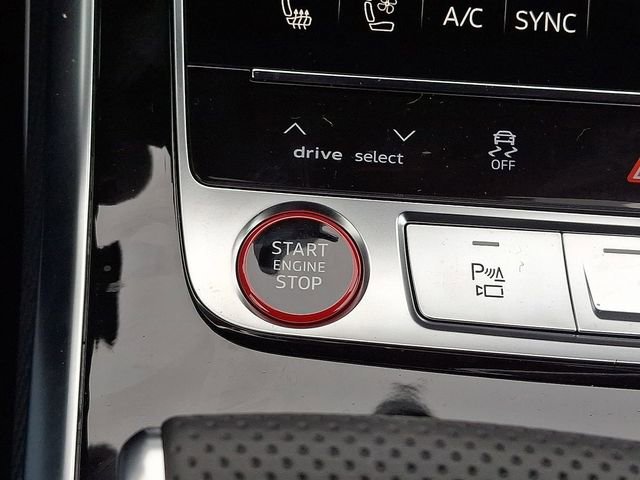 A/C SYNC
drive select
OFF
START
ENGINE
STOP
P